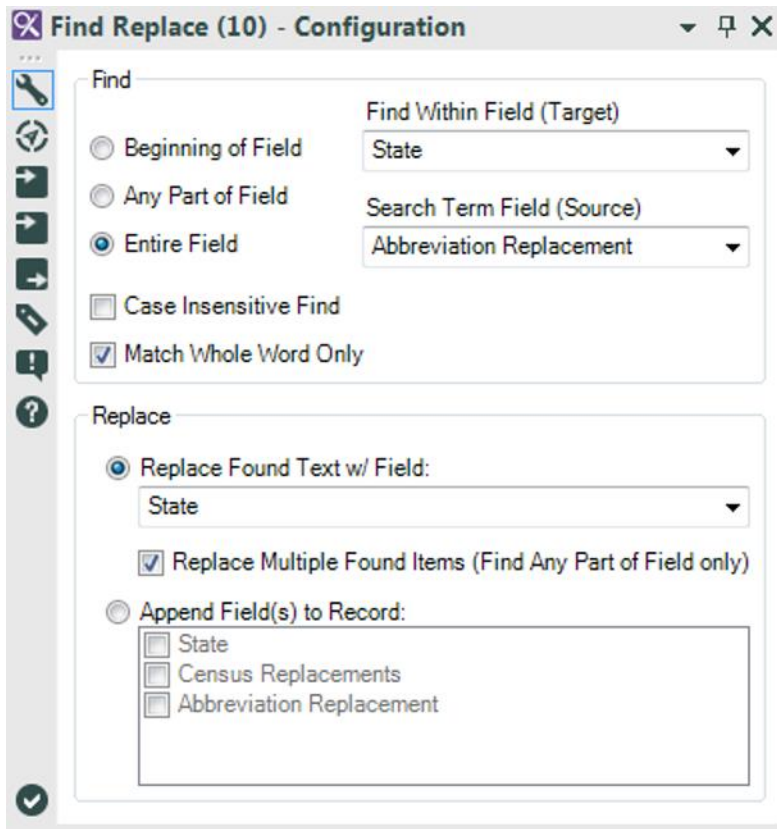 Find Replace (10) - Configuration
Find
Find Within Field (Target)
Beginning of Field
State
Any Part of Field
Search Term Field (Source)
Entire Field
Abbreviation Replacement
Case Insensitive Find
Match Whole Word Only
Replace
Replace Found Text w/ Field:
State
Replace Multiple Found Items (Find Any Part of Field only)
Append Field(s) to Record:
State
Census Replacements
Abbreviation Replacement